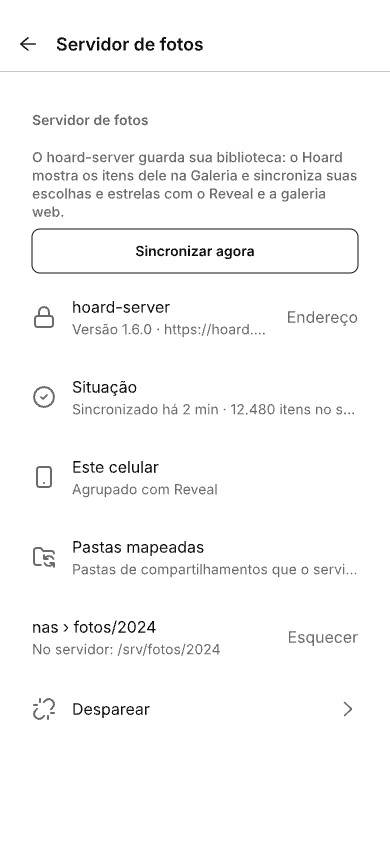 Servidor de fotos
Servidor de fotos
O hoard-server guarda sua biblioteca: o Hoard
mostra os itens dele na Galeria e sincroniza suas
escolhas e estrelas com o Reveal e a galeria
web.
Sincronizar agora
hoard-server
Versão 1.6.0 · https://hoard....
Endereço
Situação
Sincronizado há 2 min · 12.480 itens no s...
Este celular
Agrupado com Reveal
Pastas mapeadas
Pastas de compartilhamentos que o servi...
nas › fotos/2024
No servidor: /srv/fotos/2024
Esquecer
Desparear